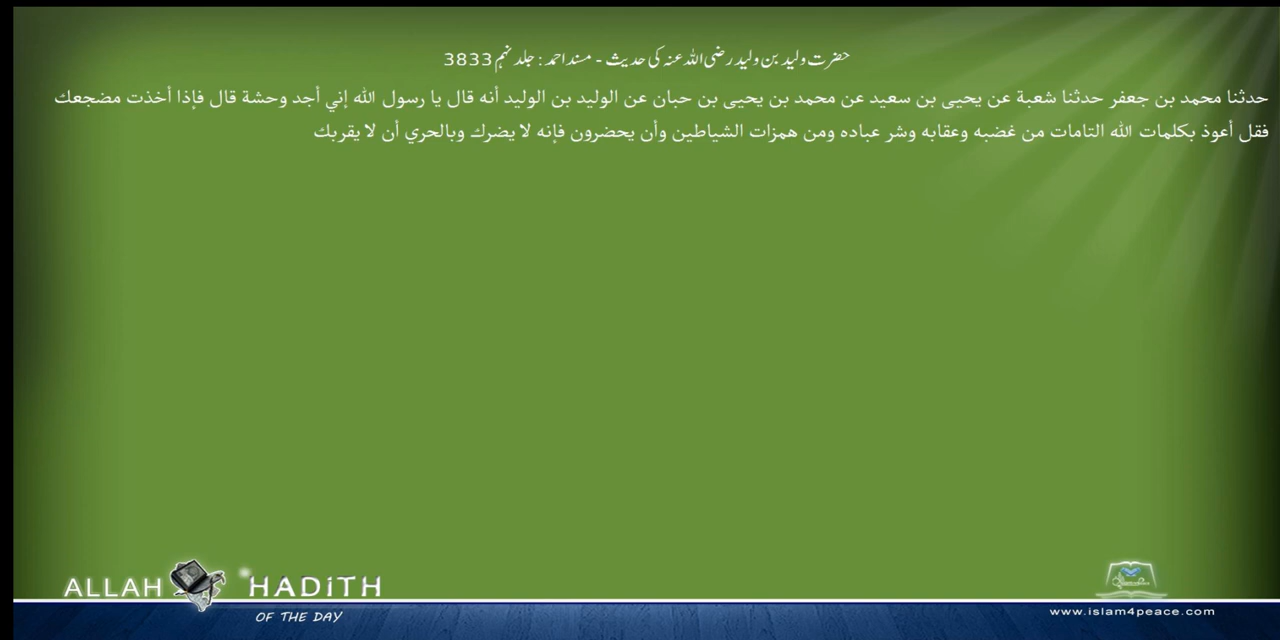 حضرت ولید بن ولید رضی اللہ عنہ کی حدیث - مسند احمد : جلد نہم 3833
حدثنا محمد بن جعفر حدثنا شعبة عن يحيى بن سعيد عن محمد بن يحيى بن حبان عن الوليد بن الوليد أنه قال يا رسول الله إني أجد وحشة قال فإذا أخذت مضجعك
فقل أعوذ بكلمات الله التامات من غضبه وعقابه وشر عباده ومن همزات الشياطين وأن يحضرون فإنه لا يضرك وبالحري أن لا يقربك
ALLAH HADITH
OF THE DAY
www.islam4peace.com